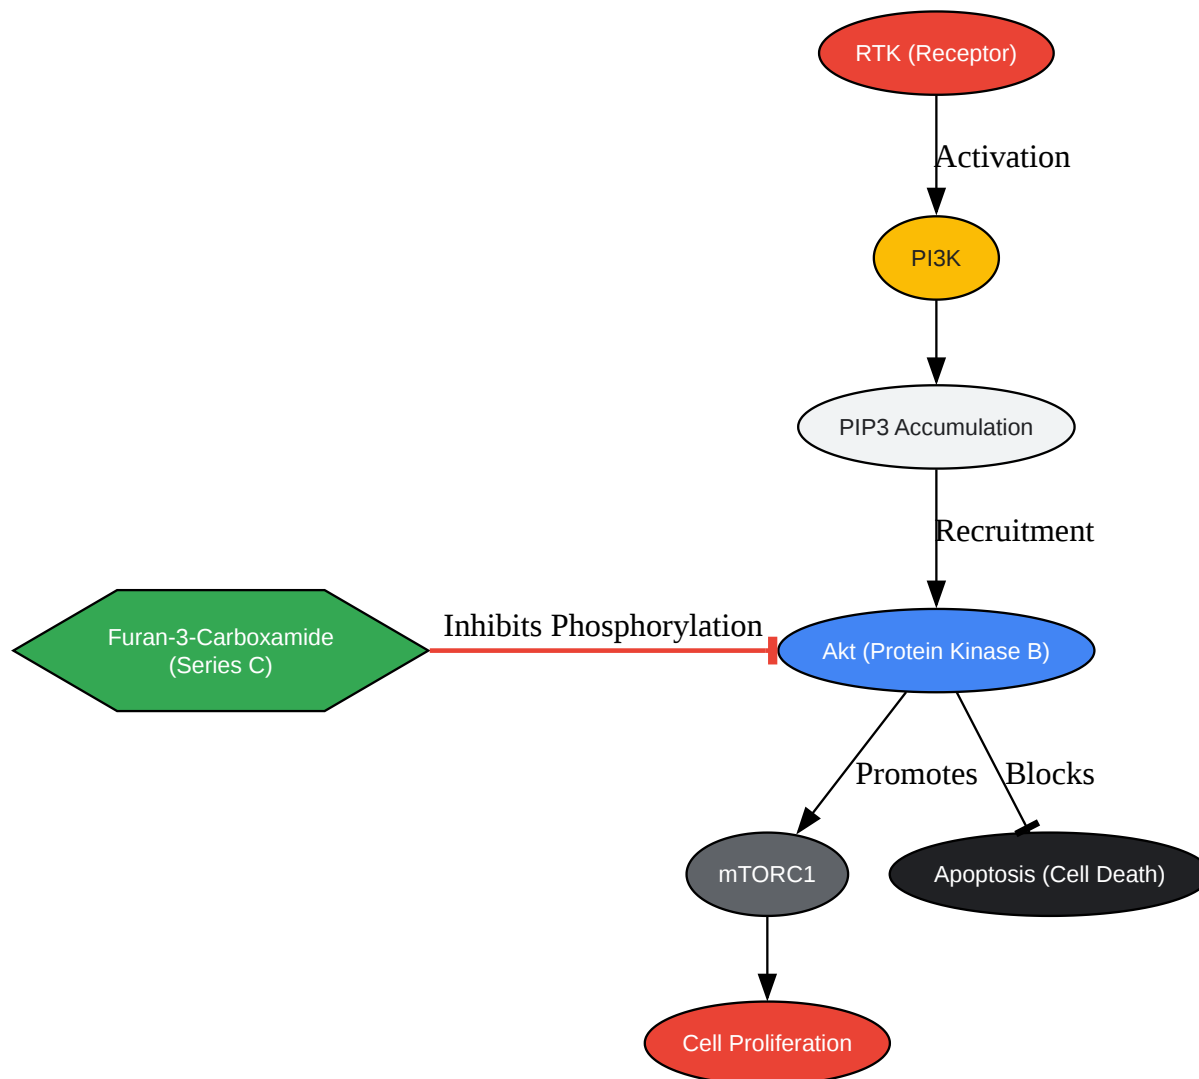 RTK (Receptor)
Activation
PI3K
PIP3 Accumulation
Recruitment
Furan-3-Carboxamide
(Series C)
Inhibits Phosphorylation
Akt (Protein Kinase B)
Promotes
Blocks
mTORC1
Apoptosis (Cell Death)
Cell Proliferation